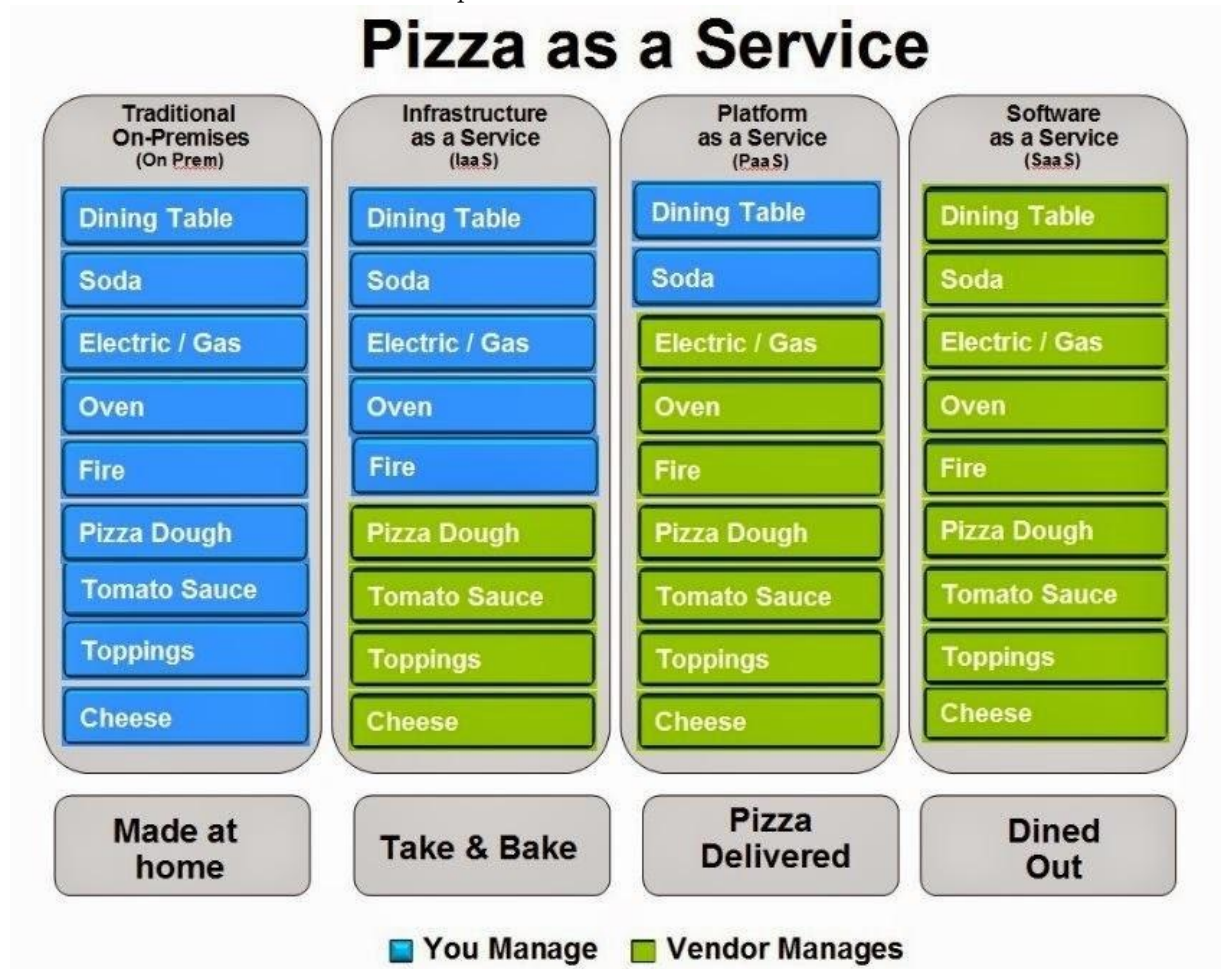 Pizza as a Service
Traditional
On-Premises
(On Prem)
Dining Table
Soda
Electric / Gas
Oven
Fire
Pizza Dough
Tomato Sauce
Toppings
Cheese
Made at
home
Infrastructure
as a Service
(IaaS)
Dining Table
Soda
Electric / Gas
Oven
Fire
Pizza Dough
Tomato Sauce
Toppings
Cheese
Take & Bake
Platform
as a Service
(PaaS)
Dining Table
Soda
Electric / Gas
Oven
Fire
Pizza Dough
Tomato Sauce
Toppings
Cheese
Pizza
Delivered
Software
as a Service
(SaaS)
Dining Table
Soda
Electric / Gas
Oven
Fire
Pizza Dough
Tomato Sauce
Toppings
Cheese
Dined
Out
You Manage
Vendor Manages